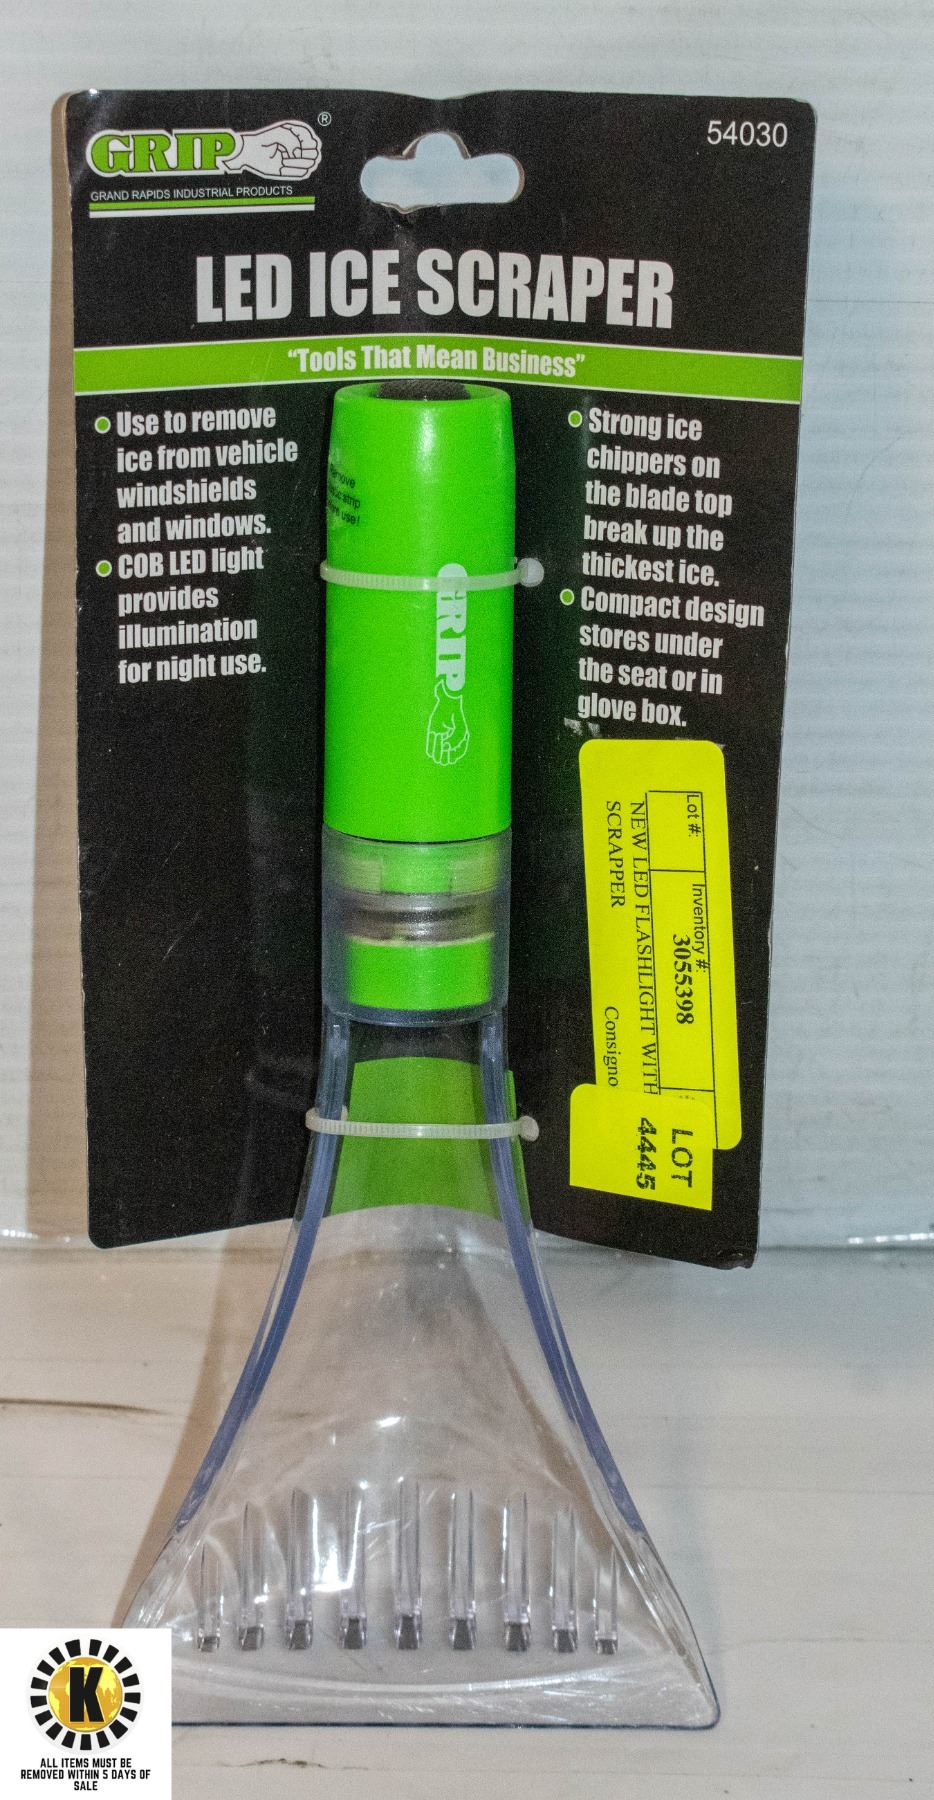 GRIP®
GRAND RAPIDS INDUSTRIAL PRODUCTS
54030
LED ICE SCRAPER
“Tools That Mean Business”
Use to remove
ice from vehicle
windshields
and windows.
COB LED light
provides
illumination
for night use.
Strong ice
chippers on
the blade top
break up the
thickest ice.
Compact design
stores under
the seat or in
glove box.
use!
GRIP
Lot #:
Inventory #:
3055398
NEW LED FLASHLIGHT WITH
SCRAPPER
Consigno
LOT
4445
K
ALL ITEMS MUST BE
REMOVED WITHIN 5 DAYS OF
SALE